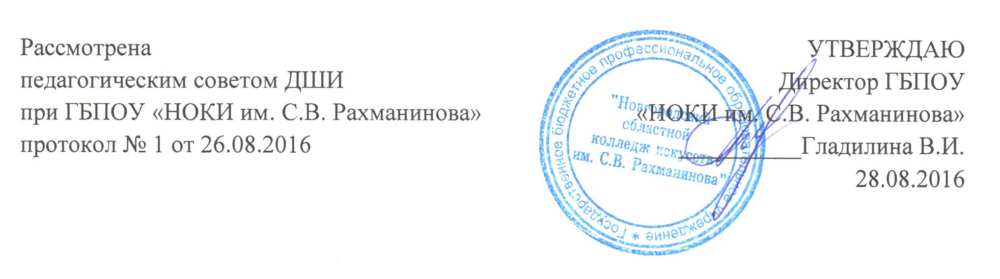 Рассмотрена
педагогическим советом ДШИ
при ГБПОУ «НОКИ им. С.В. Рахманинова»
протокол № 1 от 26.08.2016
УТВЕРЖДАЮ
Директор ГБПОУ
«НОКИ им. С.В. Рахманинова»
____________Гладилина В.И.
28.08.2016
Государственное бюджетное профессиональное образовательное учреждение *
"Новгородский
областной
колледж искусств
им. С.В. Рахманинова"